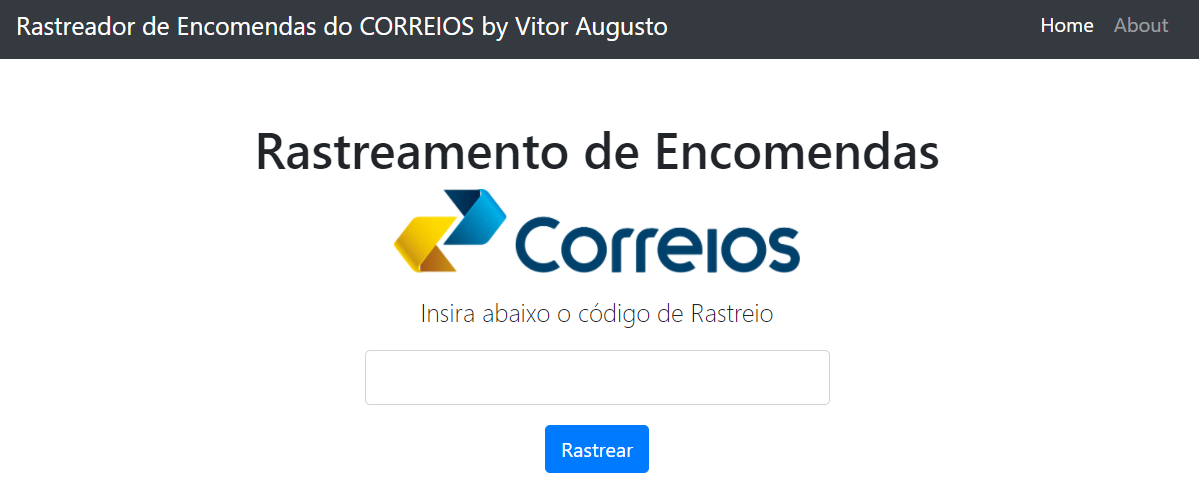 Rastreador de Encomendas do CORREIOS by Vitor Augusto
Home About
Rastreamento de Encomendas
Correios
Insira abaixo o código de Rastreio
Rastrear